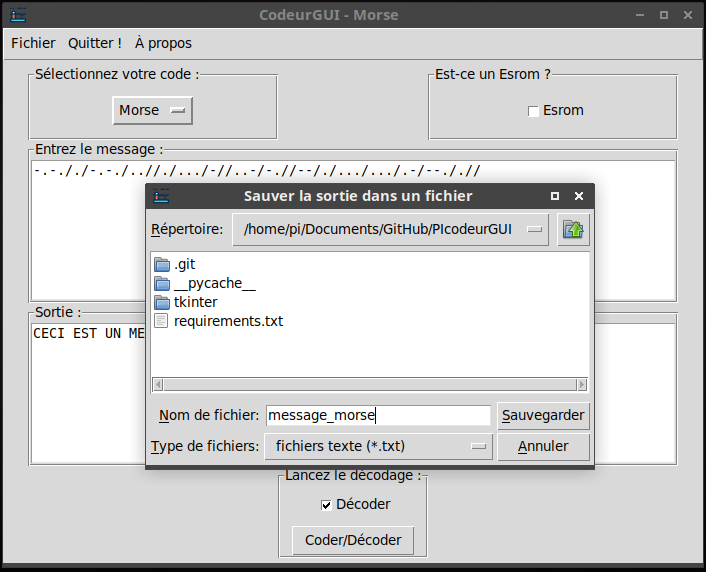 CodeurGUI - Morse
Fichier Quitter ! À propos
Sélectionnez votre code :
Est-ce un Esrom ?
Morse
Esrom
Entrez le message :
-.-././-.-./..//./.../-//..-/-.//--/./.../.../.-/--././/
Sauver la sortie dans un fichier
Répertoire: /home/pi/Documents/GitHub/PIcodeurGUI
.git
__pycache__
tkinter
requirements.txt
Sortie :
CECI EST UN ME
Nom de fichier: message_morse Sauvegarder
Type de fichiers: fichiers texte (*.txt) Annuler
Lancez le décodage :
Décoder
Coder/Décoder